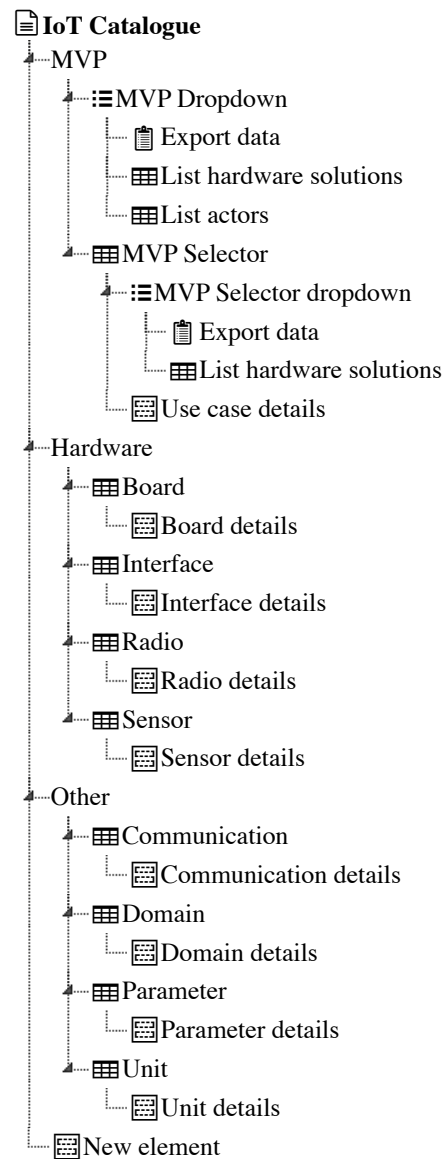 IoT Catalogue
MVP
MVP Dropdown
Export data
List hardware solutions
List actors
MVP Selector
MVP Selector dropdown
Export data
List hardware solutions
Use case details
Hardware
Board
Board details
Interface
Interface details
Radio
Radio details
Sensor
Sensor details
Other
Communication
Communication details
Domain
Domain details
Parameter
Parameter details
Unit
Unit details
New element